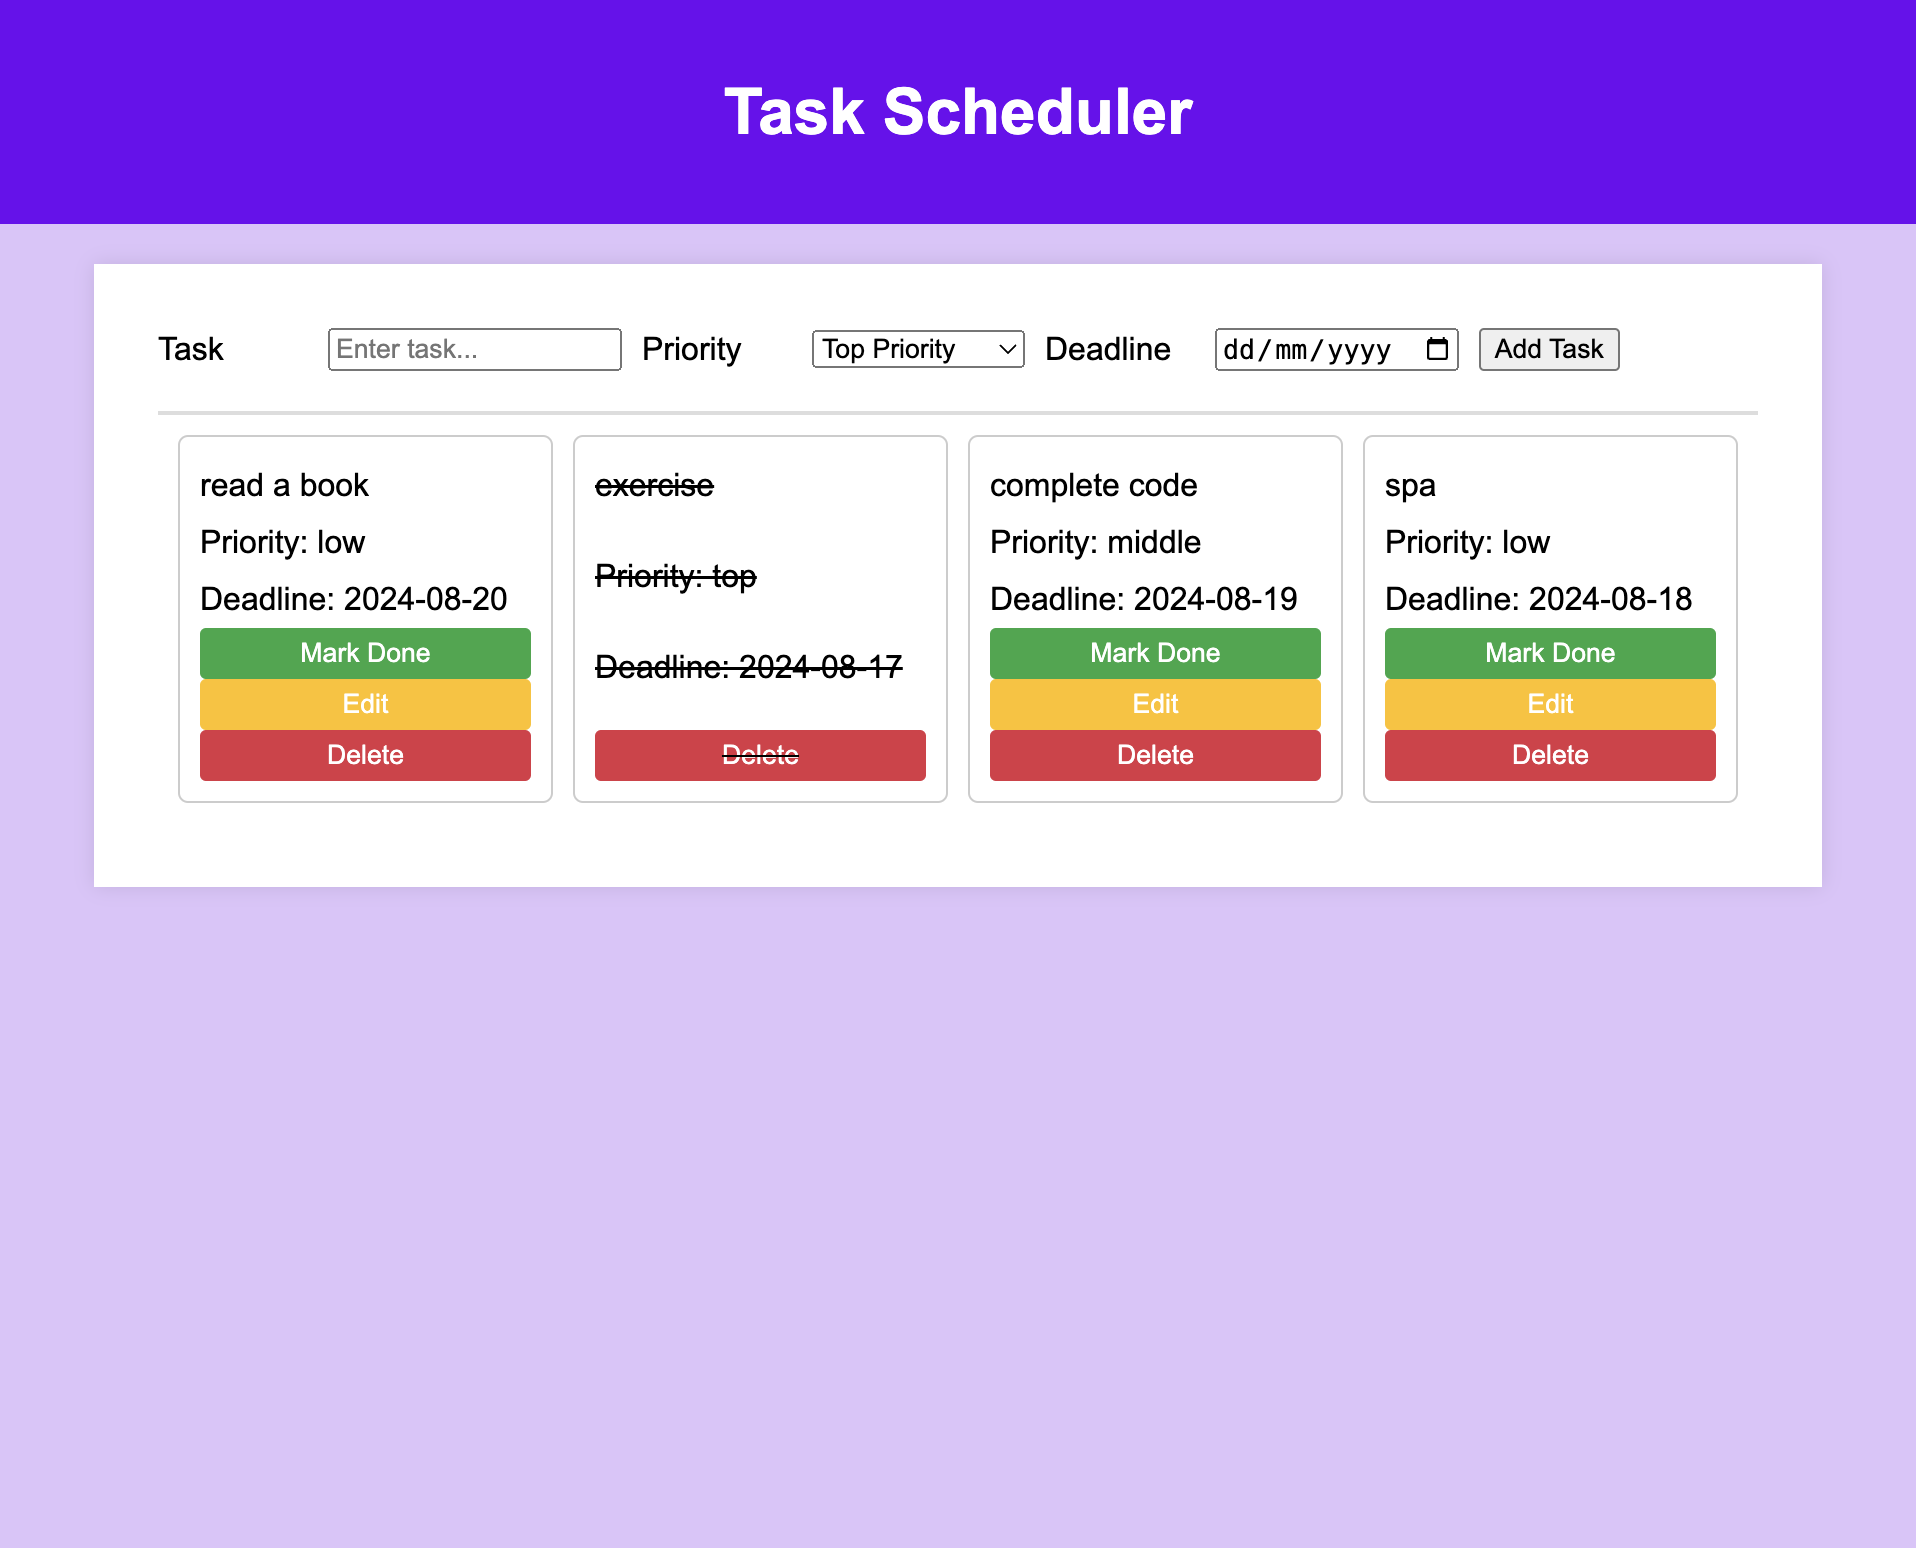 Task Scheduler
Task Enter task... Priority Top Priority Deadline dd/mm/yyyy Add Task
read a book
Priority: low
Deadline: 2024-08-20
Mark Done
Edit
Delete
exercise
Priority: top
Deadline: 2024-08-17
Delete
complete code
Priority: middle
Deadline: 2024-08-19
Mark Done
Edit
Delete
spa
Priority: low
Deadline: 2024-08-18
Mark Done
Edit
Delete